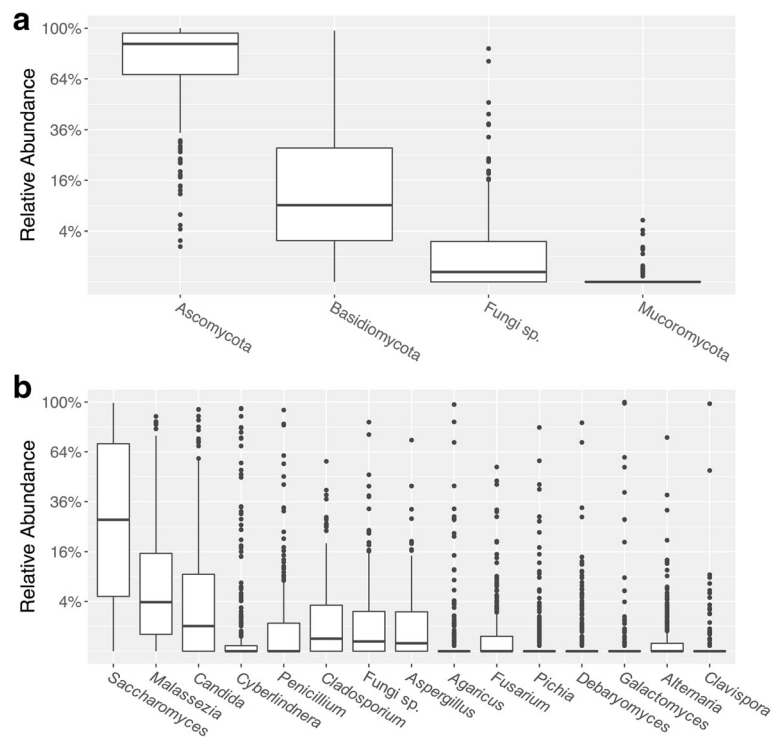 a
100%
64%
36%
16%
4%
Relative Abundance
Ascomycota
Basidiomycota
Fungi sp.
Mucoromycota
b
100%
64%
36%
16%
4%
Relative Abundance
Saccharomyces
Malassezia
Candida
Cyberlindnera
Penicillium
Cladosporium
Fungi sp.
Aspergillus
Agaricus
Fusarium
Pichia
Debaryomyces
Galactomyces
Alternaria
Clavispora